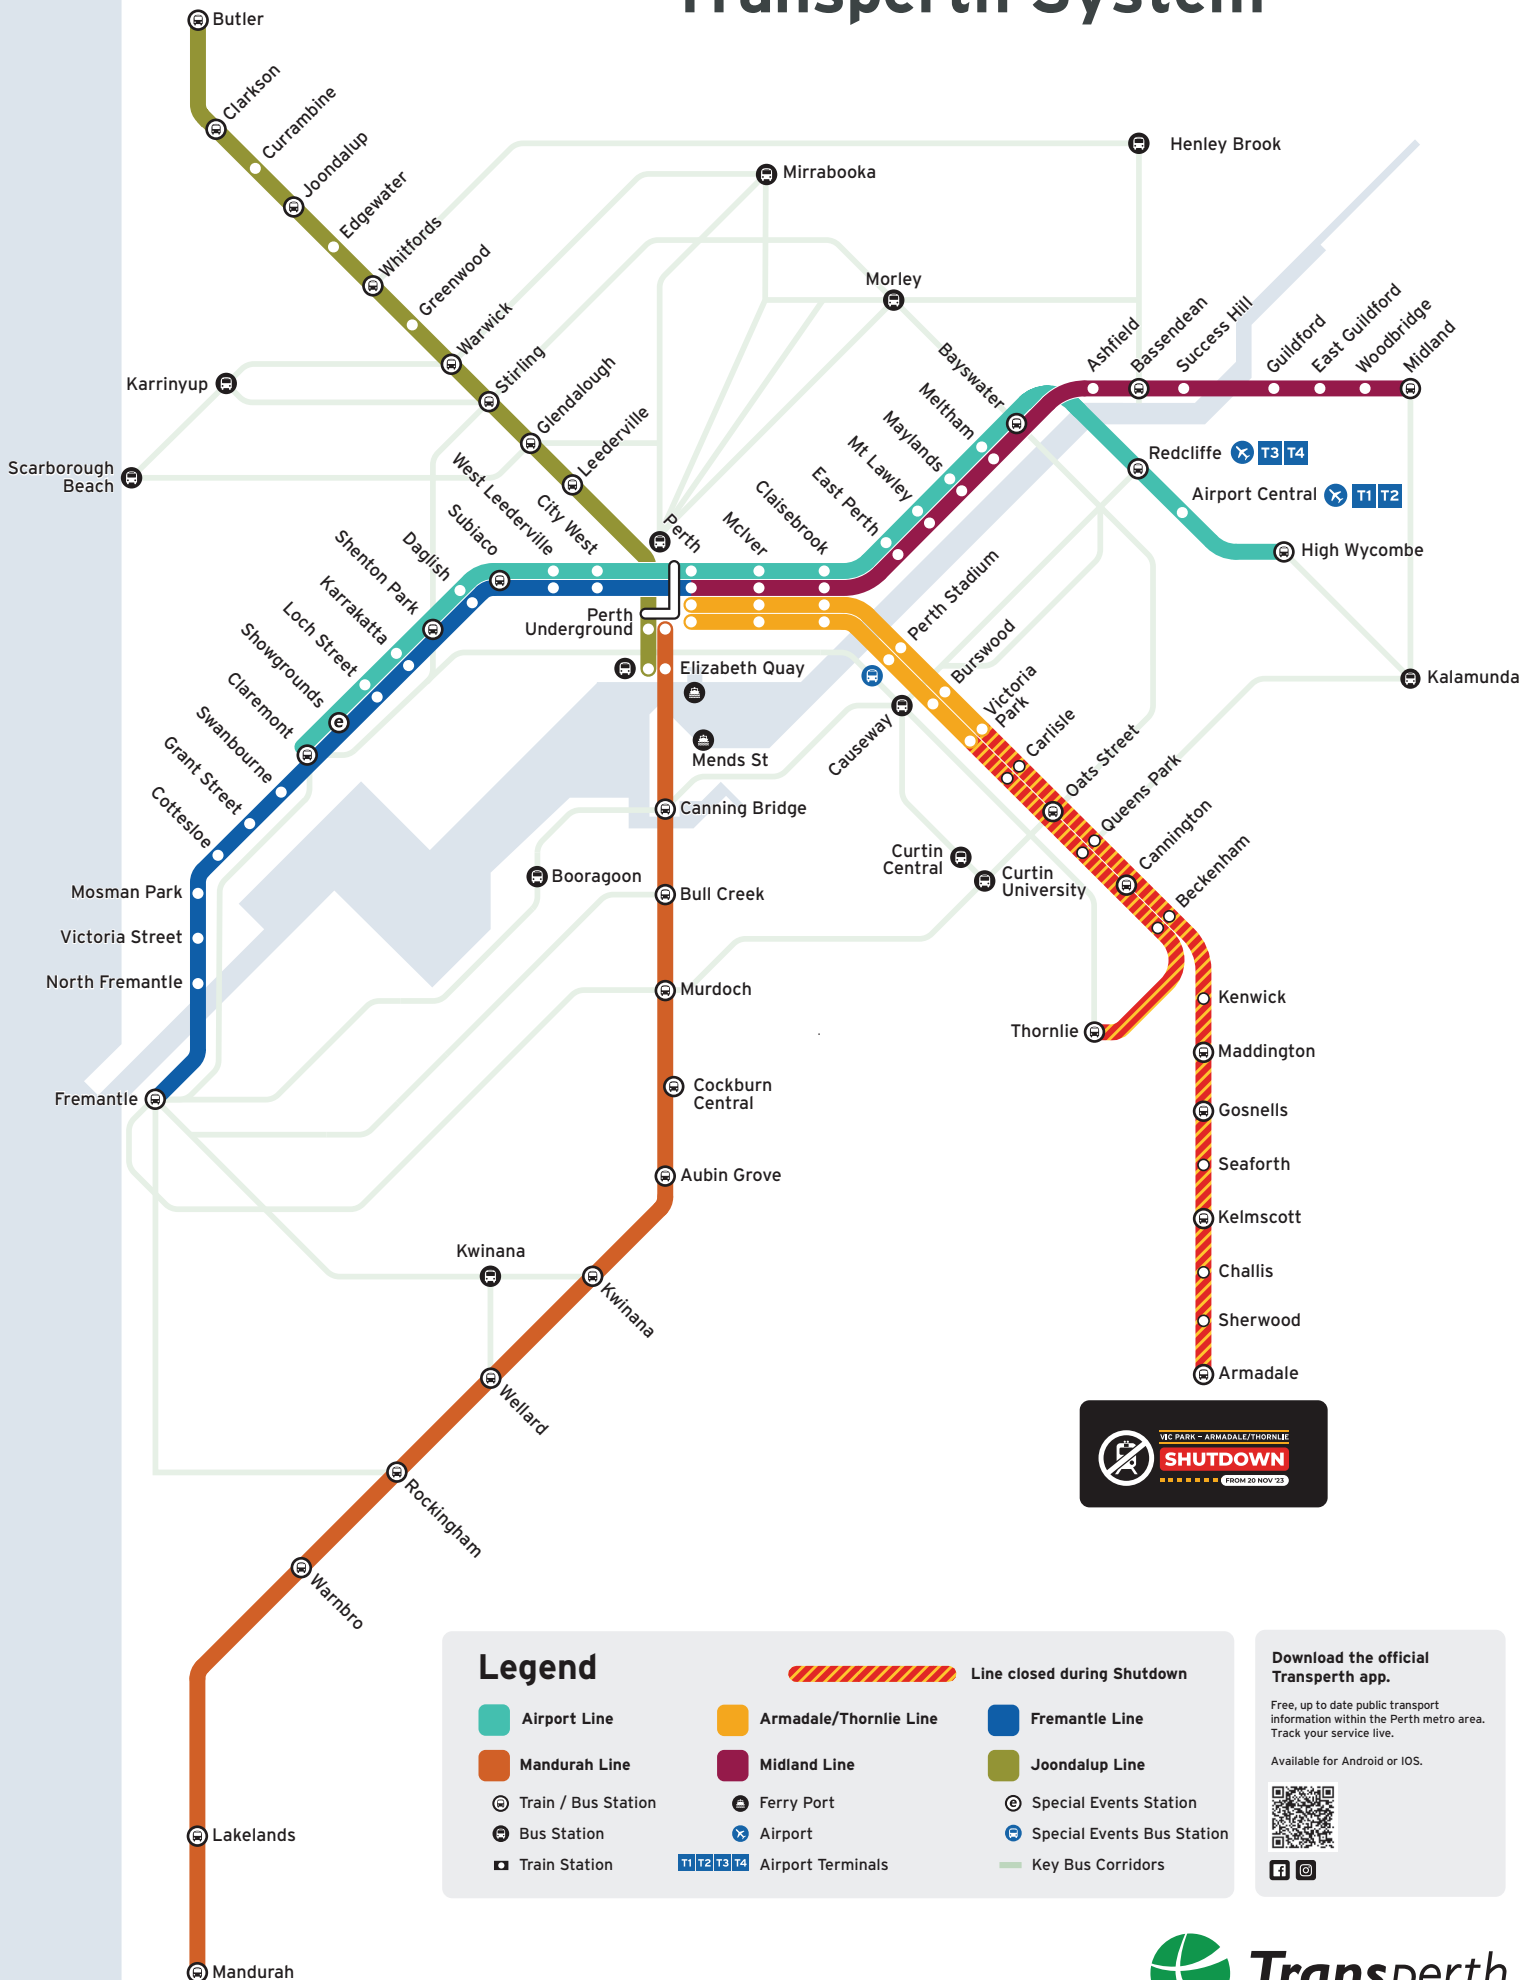 Transperth System
Butler
Clarkson
Currambine
Joondalup
Edgewater
Whitfords
Greenwood
Warwick
Stirling
Glendalough
Leederville
Henley Brook
Mirrabooka
Morley
Karrinyup
Scarborough
Beach
Ashfield
Bassendean
Success Hill
Guildford
East Guildford
Woodbridge
Midland
Bayswater
Meltham
Maylands
Mt Lawley
East Perth
Claisebrook
McIver
Perth
City West
West Leederville
Subiaco
Daglish
Shenton Park
Karrakatta
Loch Street
Showgrounds
e
Claremont
Swanbourne
Grant Street
Cottesloe
Mosman Park
Victoria Street
North Fremantle
Fremantle
Redcliffe T3 T4
Airport Central T1 T2
High Wycombe
Kalamunda
Perth
Underground
Elizabeth Quay
Mends St
Perth Stadium
Burswood
Victoria
Park
Carlisle
Oats Street
Queens Park
Cannington
Beckenham
Causeway
Canning Bridge
Booragoon
Bull Creek
Curtin
Central
Curtin
University
Murdoch
Thornlie
Kenwick
Maddington
Gosnells
Seaforth
Kelmscott
Challis
Sherwood
Armadale
Cockburn
Central
Aubin Grove
Kwinana
Kwinana
Wellard
Rockingham
Warnbro
Lakelands
Mandurah
VIC PARK – ARMADALE/THORNLIE
SHUTDOWN
FROM 20 NOV '23
Legend
Line closed during Shutdown
Airport Line
Armadale/Thornlie Line
Fremantle Line
Mandurah Line
Midland Line
Joondalup Line
Train / Bus Station
Ferry Port
e Special Events Station
Bus Station
Airport
Special Events Bus Station
Train Station
T1 T2 T3 T4 Airport Terminals
Key Bus Corridors
Download the official
Transperth app.
Free, up to date public transport
information within the Perth metro area.
Track your service live.
Available for Android or IOS.
Transperth